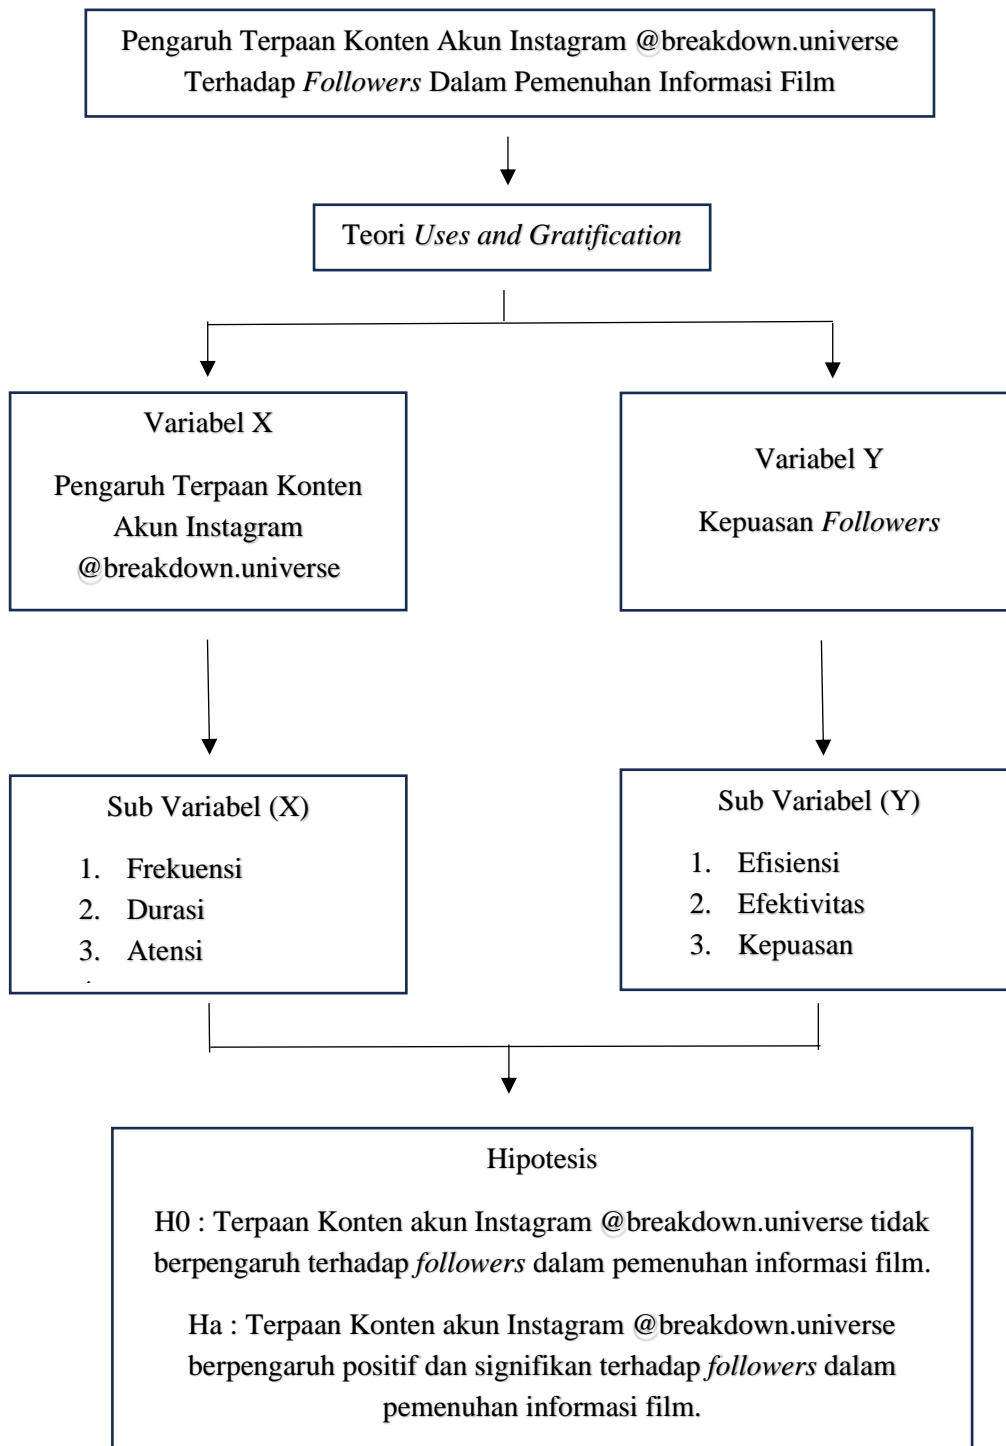 Pengaruh Terpaan Konten Akun Instagram @breakdown.universe
Terhadap Followers Dalam Pemenuhan Informasi Film
Teori Uses and Gratification
Variabel X
Pengaruh Terpaan Konten
Akun Instagram
@breakdown.universe
Variabel Y
Kepuasan Followers
Sub Variabel (X)
1. Frekuensi
2. Durasi
3. Atensi
Sub Variabel (Y)
1. Efisiensi
2. Efektivitas
3. Kepuasan
Hipotesis
H0 : Terpaan Konten akun Instagram @breakdown.universe tidak
berpengaruh terhadap followers dalam pemenuhan informasi film.
Ha : Terpaan Konten akun Instagram @breakdown.universe
berpengaruh positif dan signifikan terhadap followers dalam
pemenuhan informasi film.